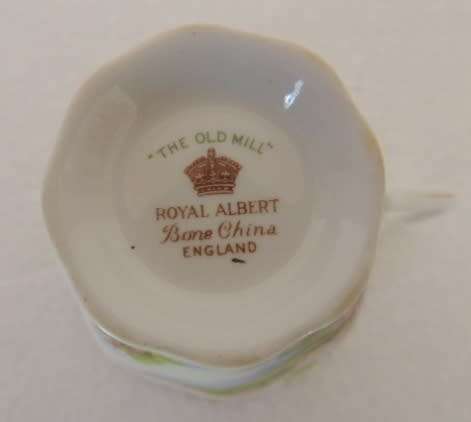 "THE OLD MILL"
ROYAL ALBERT
Bone China
ENGLAND